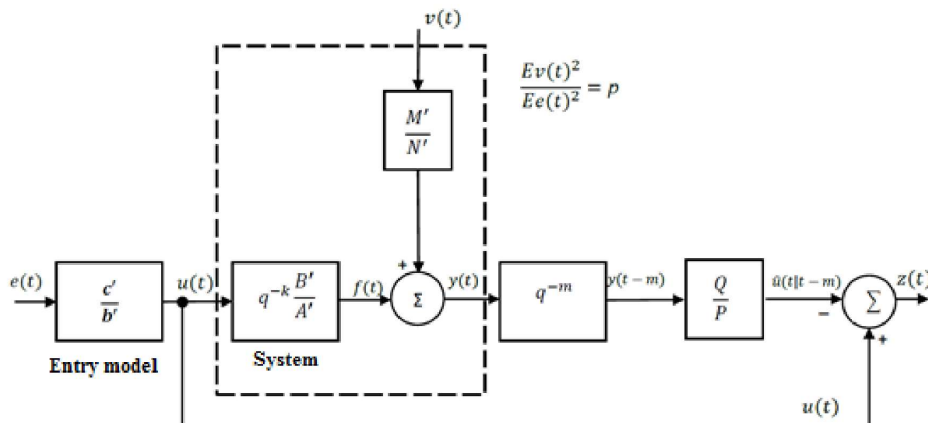 v(t)
Ev(t)²
Ee(t)² = p
M'
N'
e(t)
c'
b'
u(t)
q⁻ᵏ B'
A'
f(t)
+
Σ
y(t)
q⁻ᵐ
y(t − m)
Q
P
û(t|t − m)
−
∑
z(t)
+
Entry model
System
u(t)